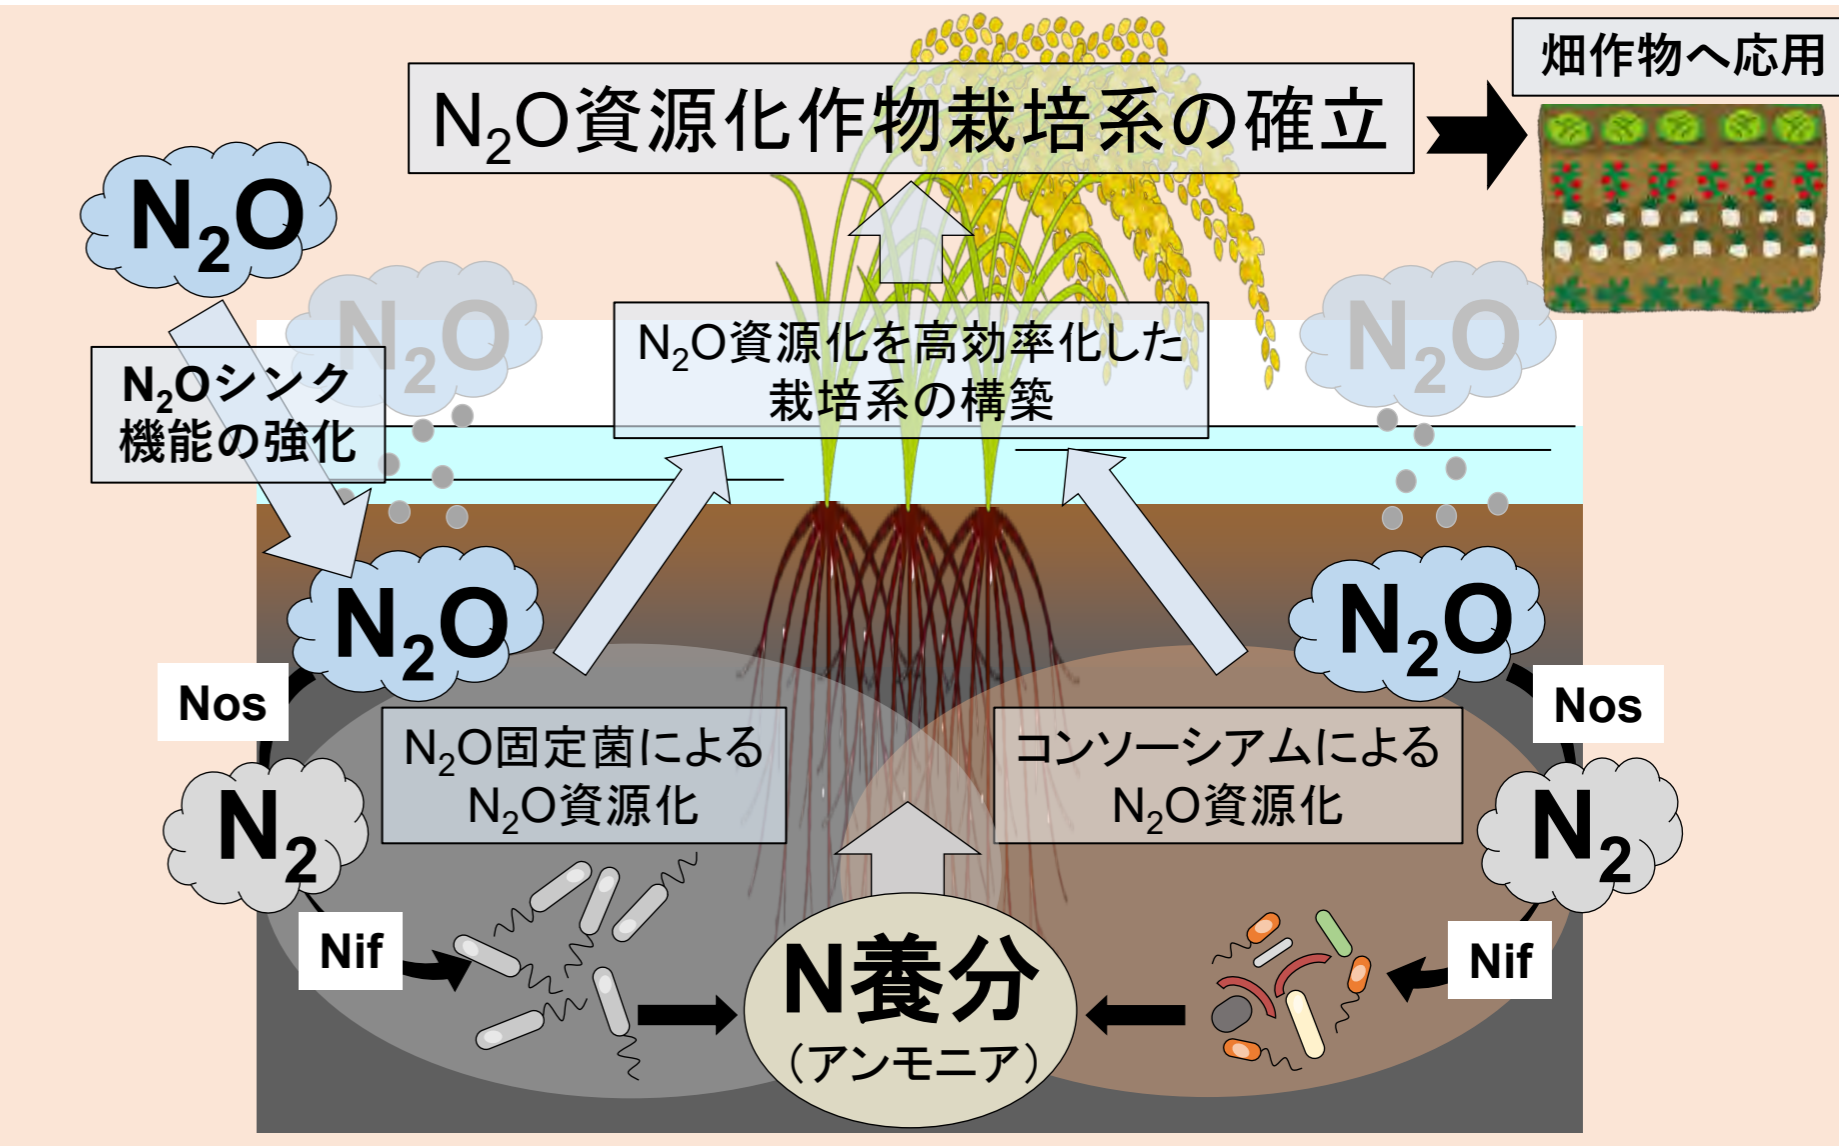 畑作物へ応用
N₂O資源化作物栽培系の確立
N₂O
N₂O
N₂O
N₂Oシンク
機能の強化
N₂O資源化を高効率化した
栽培系の構築
N₂O
N₂O
Nos
Nos
N₂O固定菌による
N₂O資源化
コンソーシアムによる
N₂O資源化
N₂
N₂
Nif
Nif
N養分
（アンモニア）